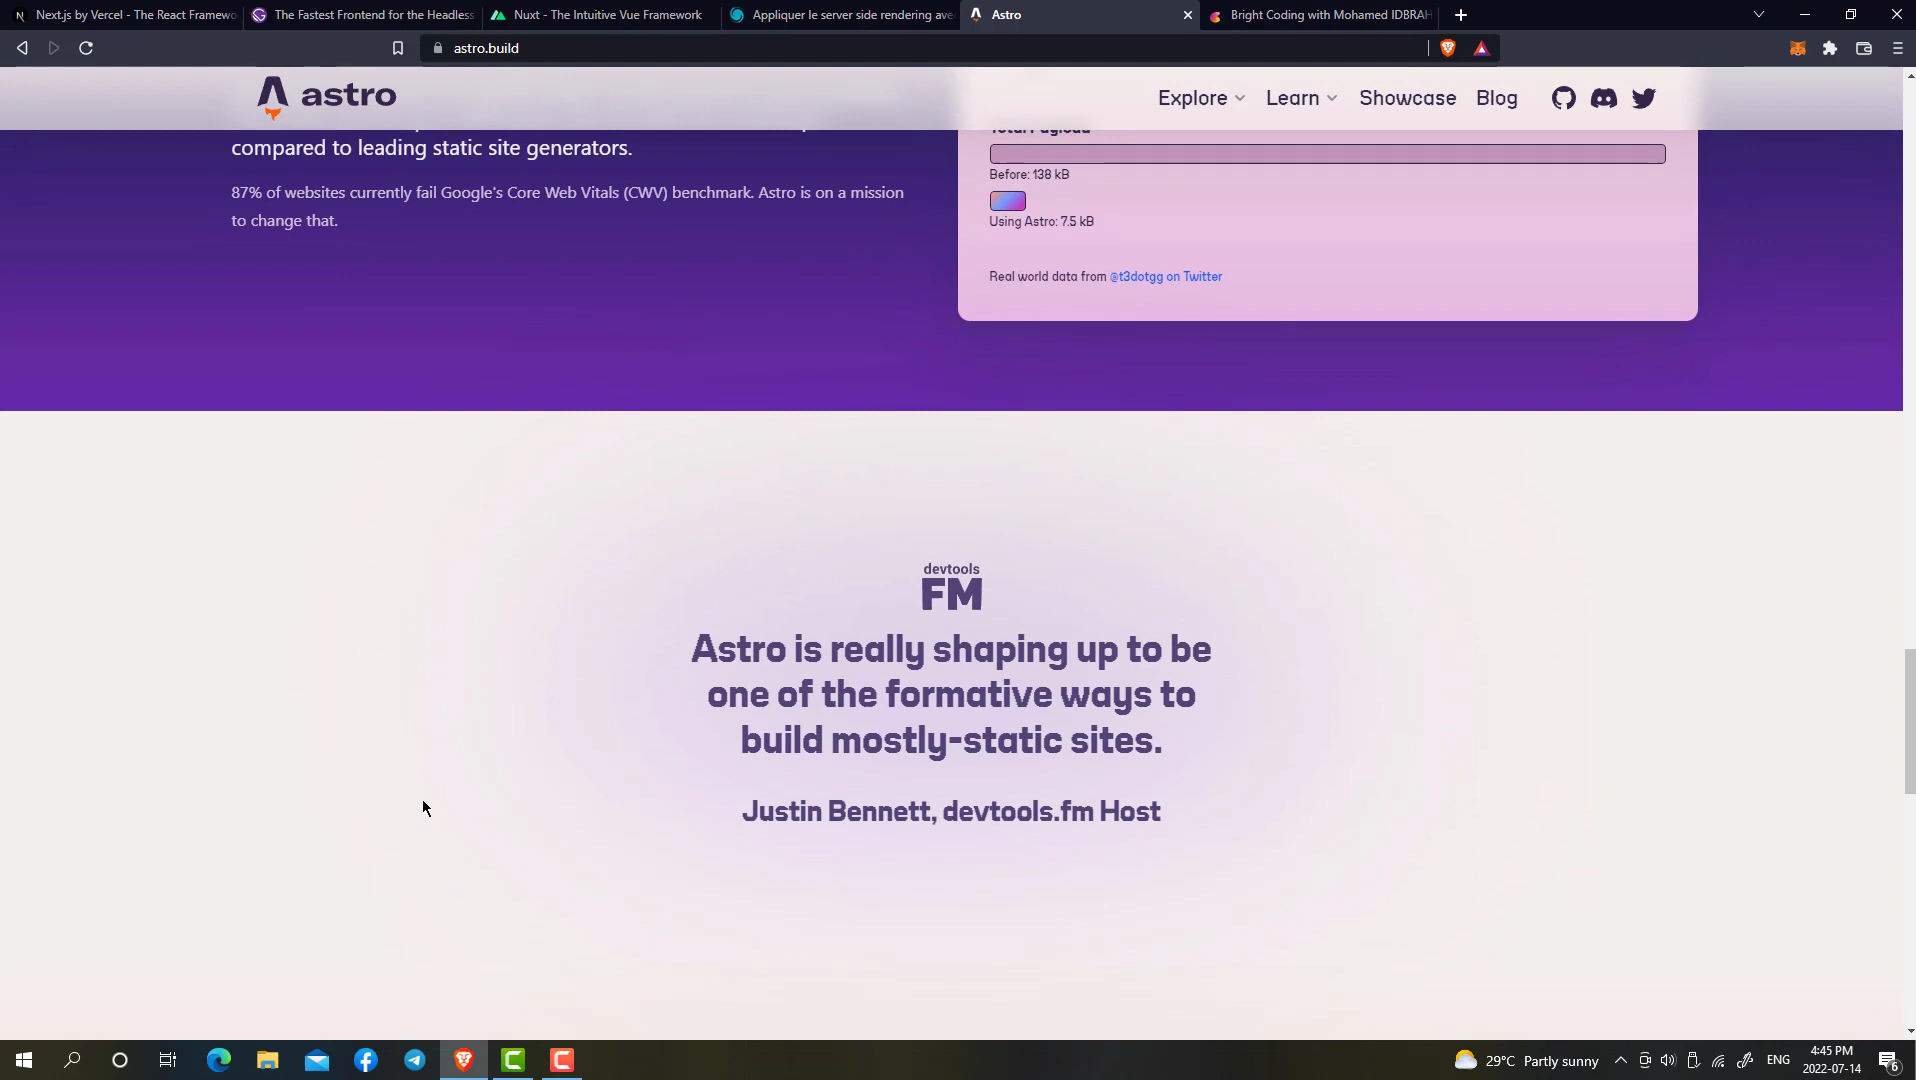 Next.js by Vercel - The React Framewo
The Fastest Frontend for the Headless
Nuxt - The Intuitive Vue Framework
Appliquer le server side rendering ave
Astro
Bright Coding with Mohamed IDBRAH
astro.build
astro
Explore
Learn
Showcase
Blog
compared to leading static site generators.
87% of websites currently fail Google's Core Web Vitals (CWV) benchmark. Astro is on a mission
to change that.
Total Payload
Before: 138 kB
Using Astro: 7.5 kB
Real world data from @t3dotgg on Twitter
devtools
FM
Astro is really shaping up to be
one of the formative ways to
build mostly-static sites.
Justin Bennett, devtools.fm Host
29°C Partly sunny
ENG
4:45 PM
2022-07-14
6